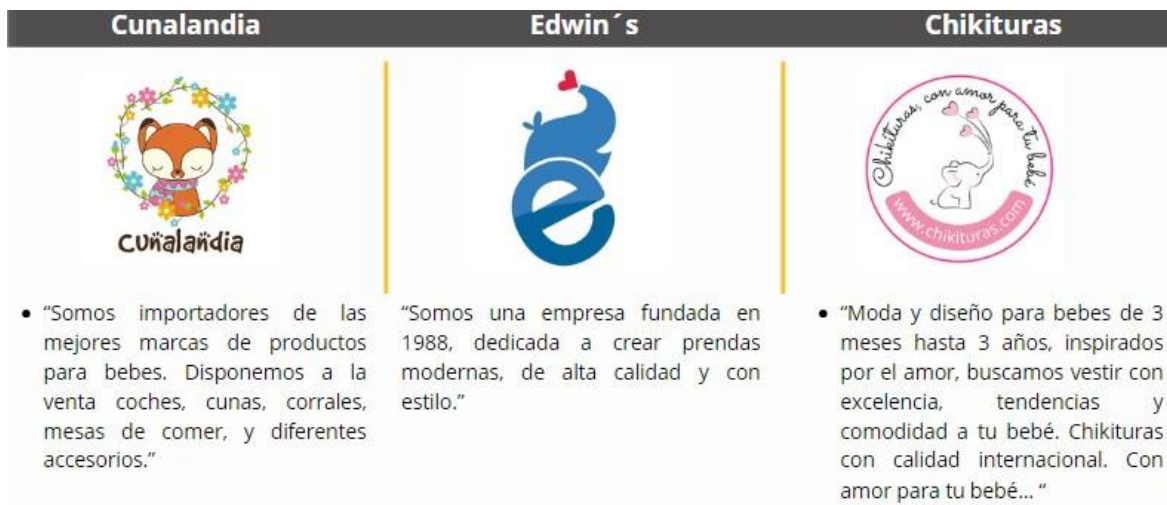 Cunalandia
Edwin´s
Chikituras
cuñalandia
e
Chikituras, con amor para tu bebé
www.chikituras.com
• “Somos importadores de las
mejores marcas de productos
para bebes. Disponemos a la
venta coches, cunas, corrales,
mesas de comer, y diferentes
accesorios.”
“Somos una empresa fundada en
1988, dedicada a crear prendas
modernas, de alta calidad y con
estilo.”
• “Moda y diseño para bebes de 3
meses hasta 3 años, inspirados
por el amor, buscamos vestir con
excelencia, tendencias y
comodidad a tu bebé. Chikituras
con calidad internacional. Con
amor para tu bebé... “